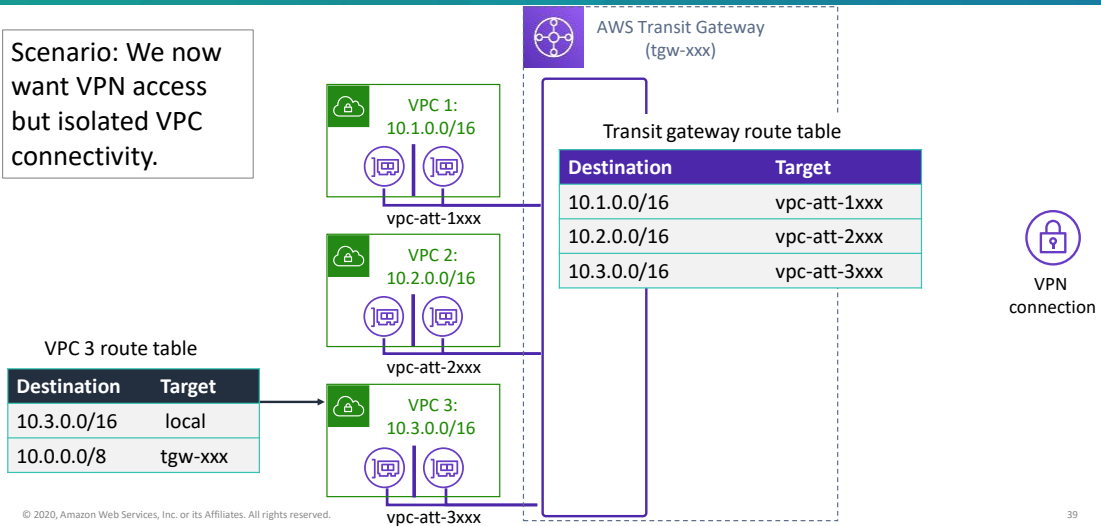 Scenario: We now
want VPN access
but isolated VPC
connectivity.
AWS Transit Gateway
(tgw-xxx)
VPC 1:
10.1.0.0/16
vpc-att-1xxx
VPC 2:
10.2.0.0/16
vpc-att-2xxx
VPC 3:
10.3.0.0/16
vpc-att-3xxx
Transit gateway route table
Destination Target
10.1.0.0/16 vpc-att-1xxx
10.2.0.0/16 vpc-att-2xxx
10.3.0.0/16 vpc-att-3xxx
VPN
connection
VPC 3 route table
Destination Target
10.3.0.0/16 local
10.0.0.0/8 tgw-xxx
© 2020, Amazon Web Services, Inc. or its Affiliates. All rights reserved.
39